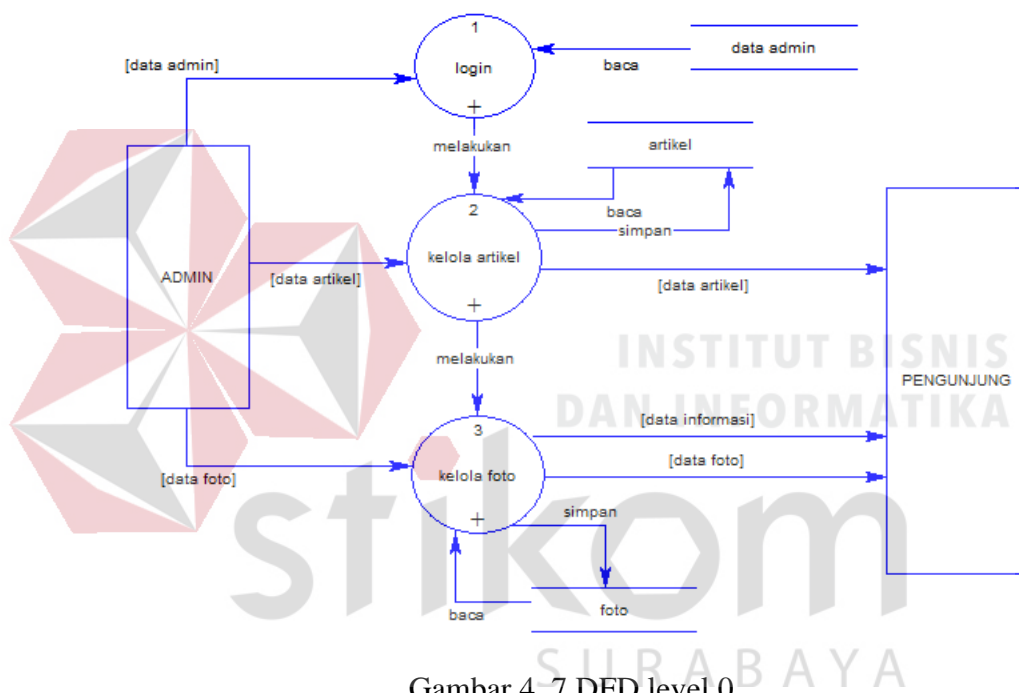 1
login
+
[data admin]
data admin
baca
melakukan
artikel
2
kelola artikel
+
baca
simpan
ADMIN
[data artikel]
[data artikel]
melakukan
INSTITUT BISNIS
DAN INFORMATIKA
PENGUNJUNG
3
kelola foto
+
[data informasi]
[data foto]
[data foto]
simpan
baca
foto
stikom
SURABAYA
Gambar 4. 7 DFD level 0